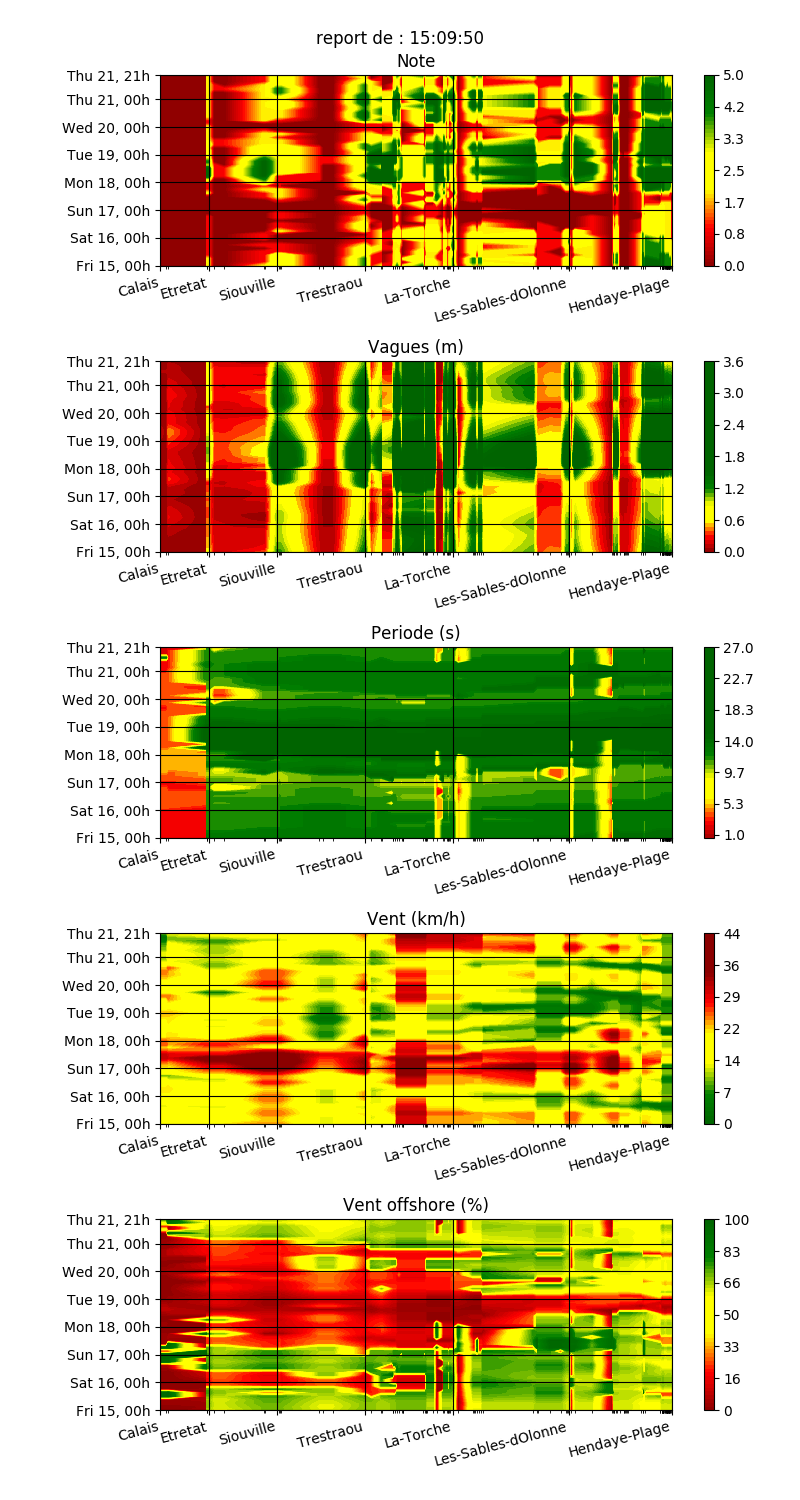 report de : 15:09:50
Note
Thu 21, 21h
Thu 21, 00h
Wed 20, 00h
Tue 19, 00h
Mon 18, 00h
Sun 17, 00h
Sat 16, 00h
Fri 15, 00h
5.0
4.2
3.3
2.5
1.7
0.8
0.0
Calais
Etretat
Siouville
Trestraou
La-Torche
Les-Sables-dOlonne
Hendaye-Plage
Vagues (m)
Thu 21, 21h
Thu 21, 00h
Wed 20, 00h
Tue 19, 00h
Mon 18, 00h
Sun 17, 00h
Sat 16, 00h
Fri 15, 00h
3.6
3.0
2.4
1.8
1.2
0.6
0.0
Calais
Etretat
Siouville
Trestraou
La-Torche
Les-Sables-dOlonne
Hendaye-Plage
Periode (s)
Thu 21, 21h
Thu 21, 00h
Wed 20, 00h
Tue 19, 00h
Mon 18, 00h
Sun 17, 00h
Sat 16, 00h
Fri 15, 00h
27.0
22.7
18.3
14.0
9.7
5.3
1.0
Calais
Etretat
Siouville
Trestraou
La-Torche
Les-Sables-dOlonne
Hendaye-Plage
Vent (km/h)
Thu 21, 21h
Thu 21, 00h
Wed 20, 00h
Tue 19, 00h
Mon 18, 00h
Sun 17, 00h
Sat 16, 00h
Fri 15, 00h
44
36
29
22
14
7
0
Calais
Etretat
Siouville
Trestraou
La-Torche
Les-Sables-dOlonne
Hendaye-Plage
Vent offshore (%)
Thu 21, 21h
Thu 21, 00h
Wed 20, 00h
Tue 19, 00h
Mon 18, 00h
Sun 17, 00h
Sat 16, 00h
Fri 15, 00h
100
83
66
50
33
16
0
Calais
Etretat
Siouville
Trestraou
La-Torche
Les-Sables-dOlonne
Hendaye-Plage